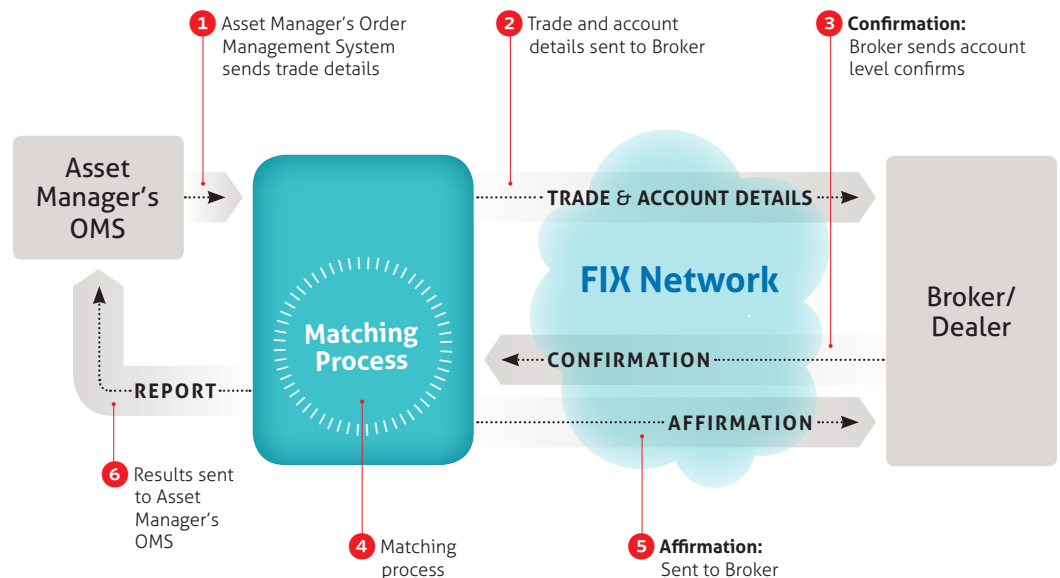 1 Asset Manager's Order
Management System
sends trade details
2 Trade and account
details sent to Broker
3 Confirmation:
Broker sends account
level confirms
Asset
Manager's
OMS
TRADE & ACCOUNT DETAILS
FIX Network
Broker/
Dealer
Matching
Process
CONFIRMATION
REPORT
AFFIRMATION
6 Results sent
to Asset
Manager's
OMS
4 Matching
process
5 Affirmation:
Sent to Broker